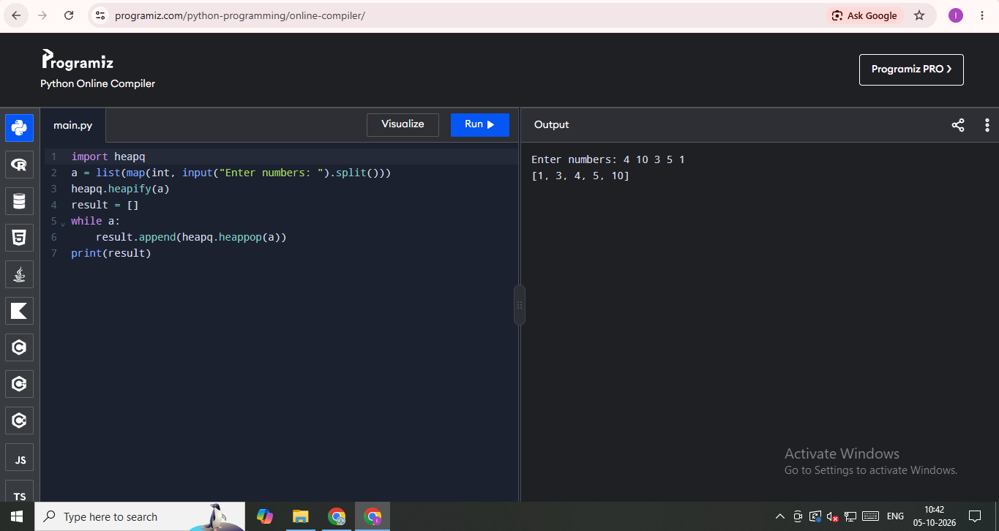 programiz.com/python-programming/online-compiler/
Ask Google
I
Programiz
Python Online Compiler
Programiz PRO ❯
main.py
Visualize
Run
Output
1 import heapq
2 a = list(map(int, input("Enter numbers: ").split()))
3 heapq.heapify(a)
4 result = []
5 while a:
6     result.append(heapq.heappop(a))
7 print(result)
Enter numbers: 4 10 3 5 1
[1, 3, 4, 5, 10]
R
5
C
C
C
JS
TS
Activate Windows
Go to Settings to activate Windows.
Type here to search
ENG
10:42
05-10-2026